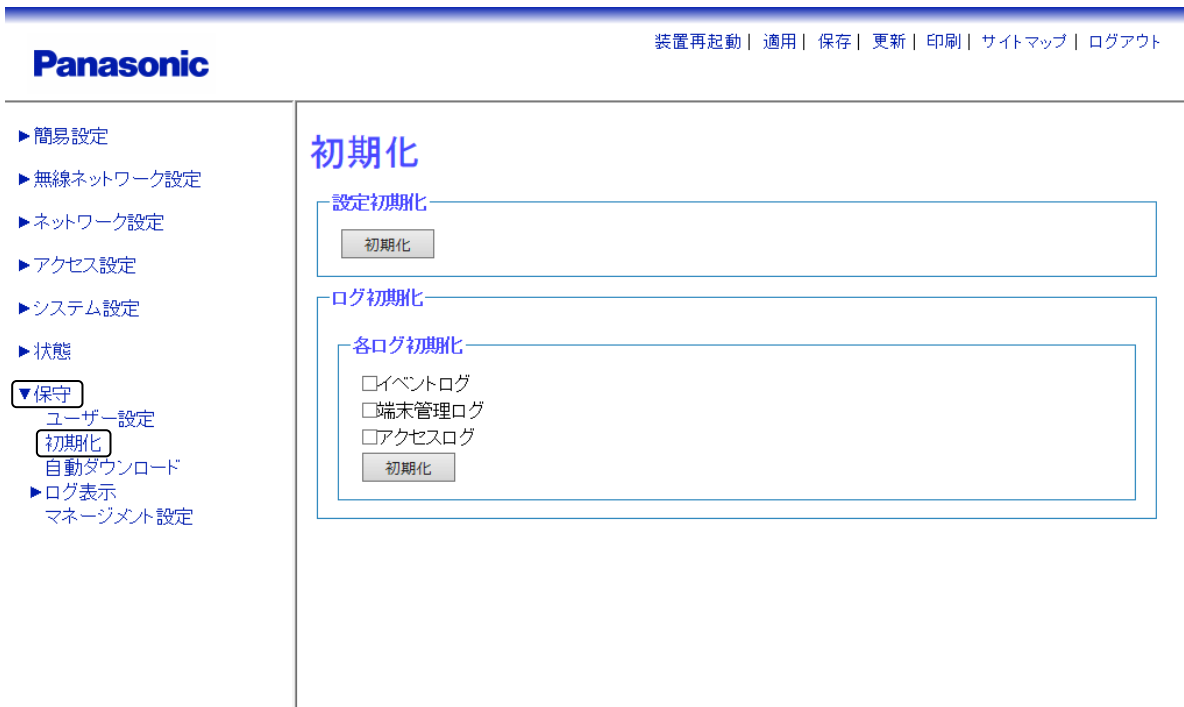 Panasonic
装置再起動| 適用| 保存| 更新| 印刷| サイトマップ| ログアウト
▶簡易設定
▶無線ネットワーク設定
▶ネットワーク設定
▶アクセス設定
▶システム設定
▶状態
▼保守
ユーザー設定
初期化
自動ダウンロード
▶ログ表示
マネージメント設定
初期化
設定初期化
初期化
ログ初期化
各ログ初期化
□イベントログ
□端末管理ログ
□アクセスログ
初期化